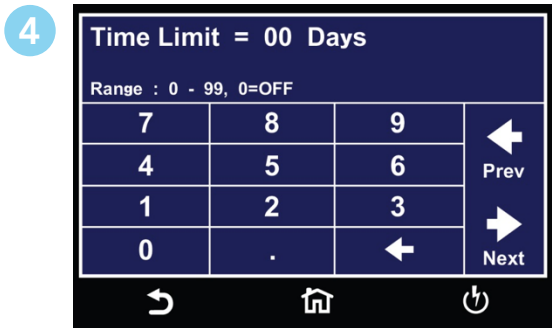 4
Time Limit = 00 Days
Range : 0 - 99, 0=OFF
7 8 9
4 5 6
Prev
1 2 3
0 .
Next